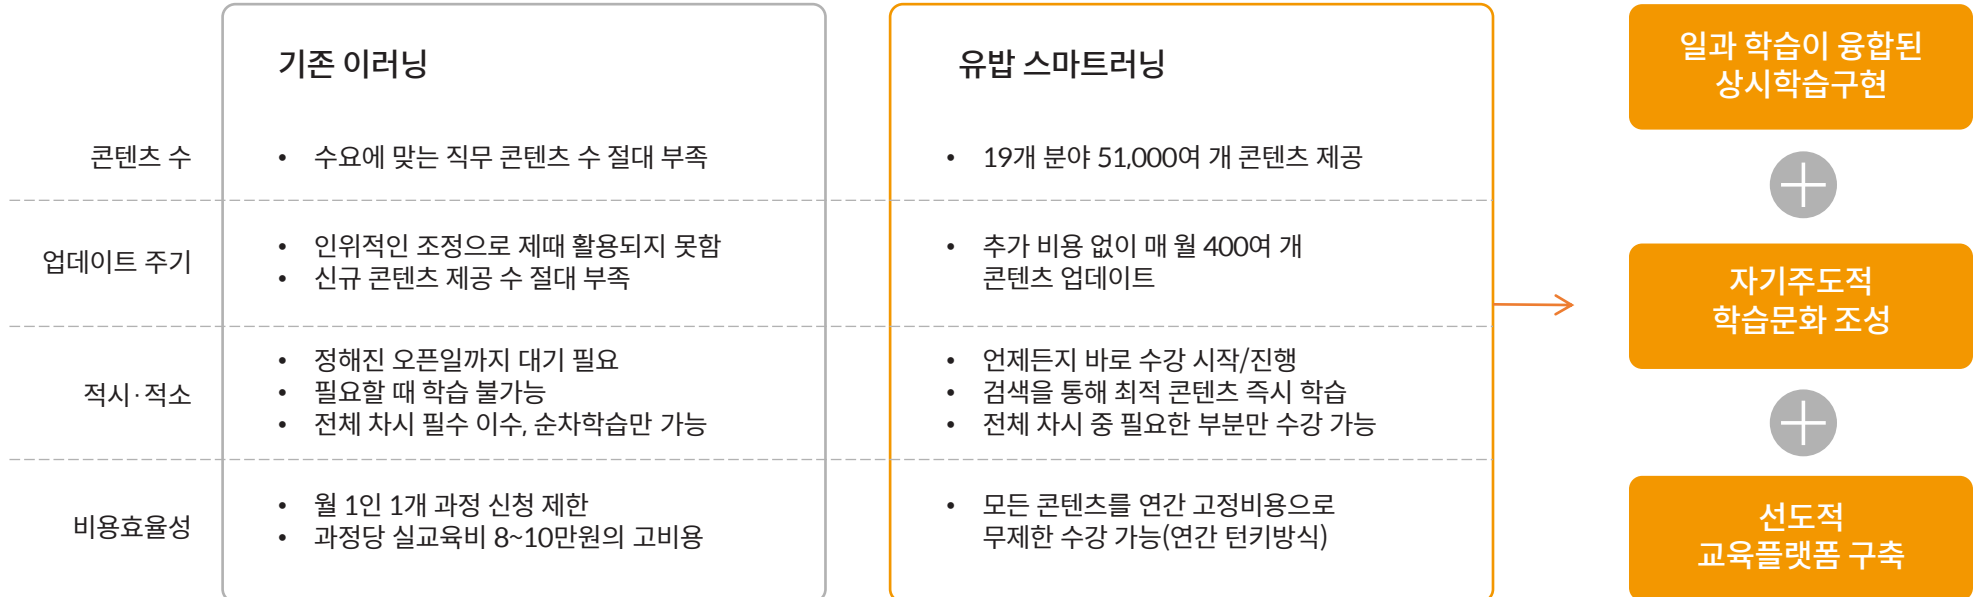 기존 이러닝
유밥 스마트러닝
콘텐츠 수
• 수요에 맞는 직무 콘텐츠 수 절대 부족
• 19개 분야 51,000여 개 콘텐츠 제공
업데이트 주기
• 인위적인 조정으로 제때 활용되지 못함
• 신규 콘텐츠 제공 수 절대 부족
• 추가 비용 없이 매 월 400여 개
콘텐츠 업데이트
적시·적소
• 정해진 오픈일까지 대기 필요
• 필요할 때 학습 불가능
• 전체 차시 필수 이수, 순차학습만 가능
• 언제든지 바로 수강 시작/진행
• 검색을 통해 최적 콘텐츠 즉시 학습
• 전체 차시 중 필요한 부분만 수강 가능
비용효율성
• 월 1인 1개 과정 신청 제한
• 과정당 실교육비 8~10만원의 고비용
• 모든 콘텐츠를 연간 고정비용으로
무제한 수강 가능(연간 턴키방식)
일과 학습이 융합된
상시학습구현
자기주도적
학습문화 조성
선도적
교육플랫폼 구축